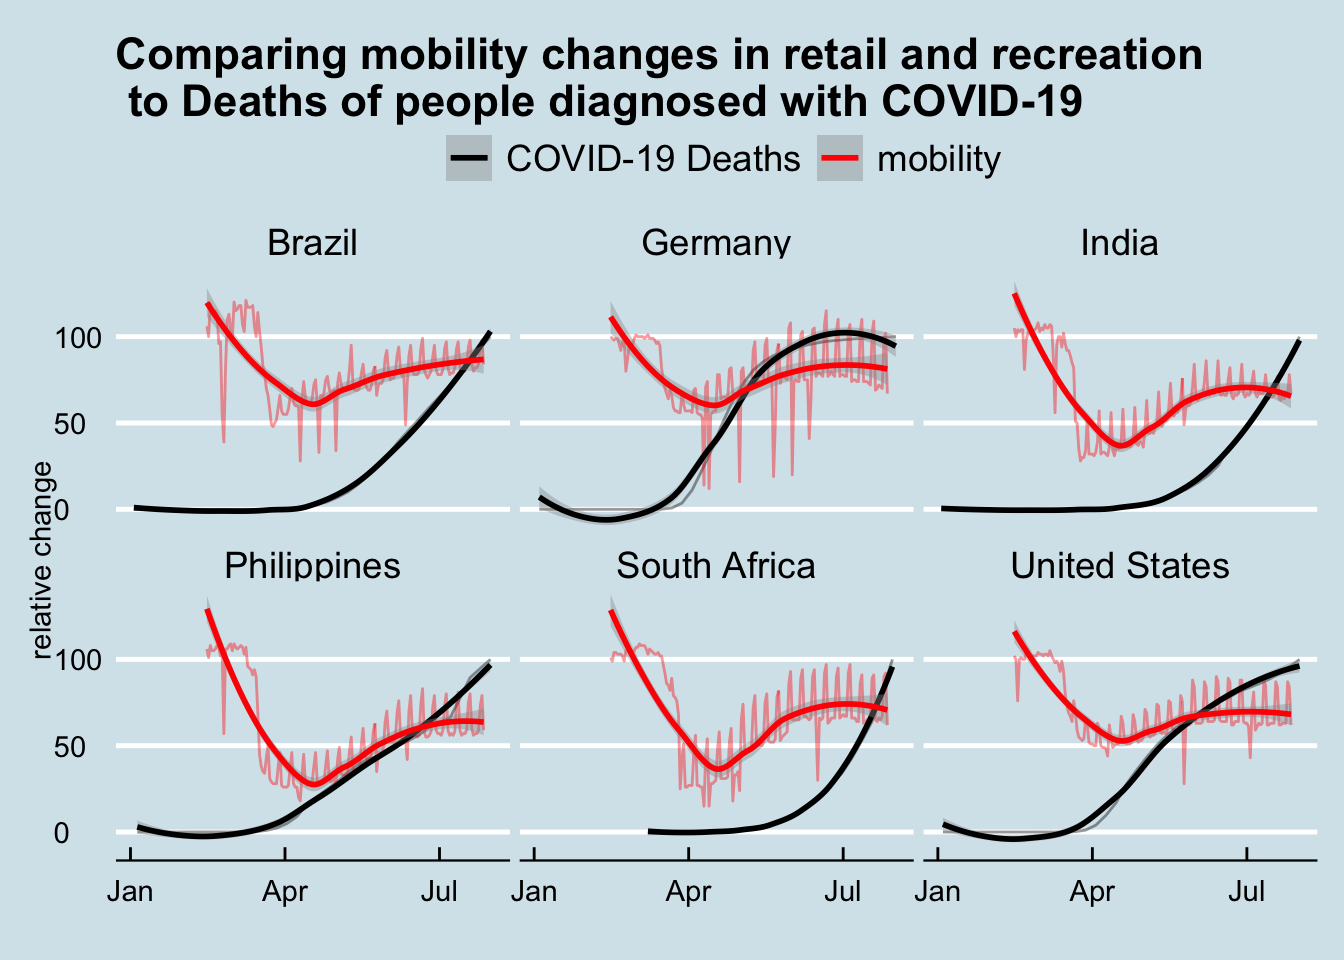 Comparing mobility changes in retail and recreation
to Deaths of people diagnosed with COVID-19
COVID-19 Deaths mobility
Brazil Germany India
100
50
0
relative change
Philippines South Africa United States
100
50
0
Jan Apr Jul Jan Apr Jul Jan Apr Jul